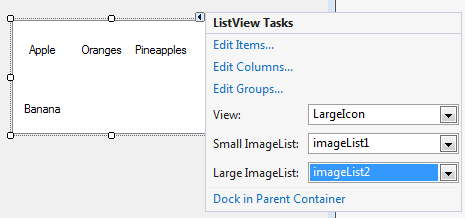 Apple Oranges Pineapples
Banana
ListView Tasks
Edit Items...
Edit Columns...
Edit Groups...
View: LargeIcon
Small ImageList: imageList1
Large ImageList: imageList2
Dock in Parent Container